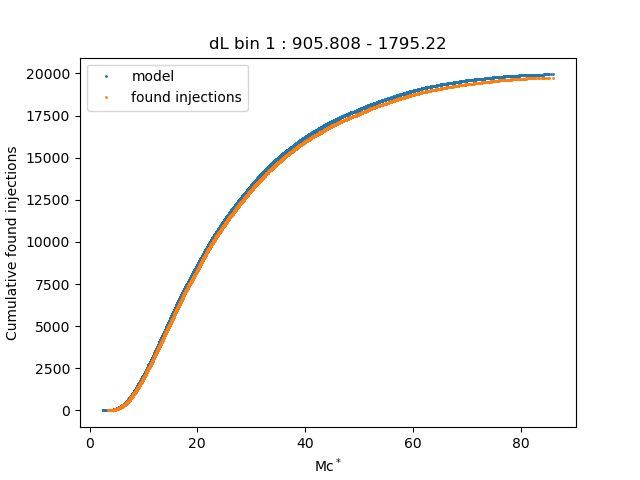 dL bin 1 : 905.808 - 1795.22
model
found injections
Cumulative found injections
20000
17500
15000
12500
10000
7500
5000
2500
0
0 20 40 60 80
Mc*